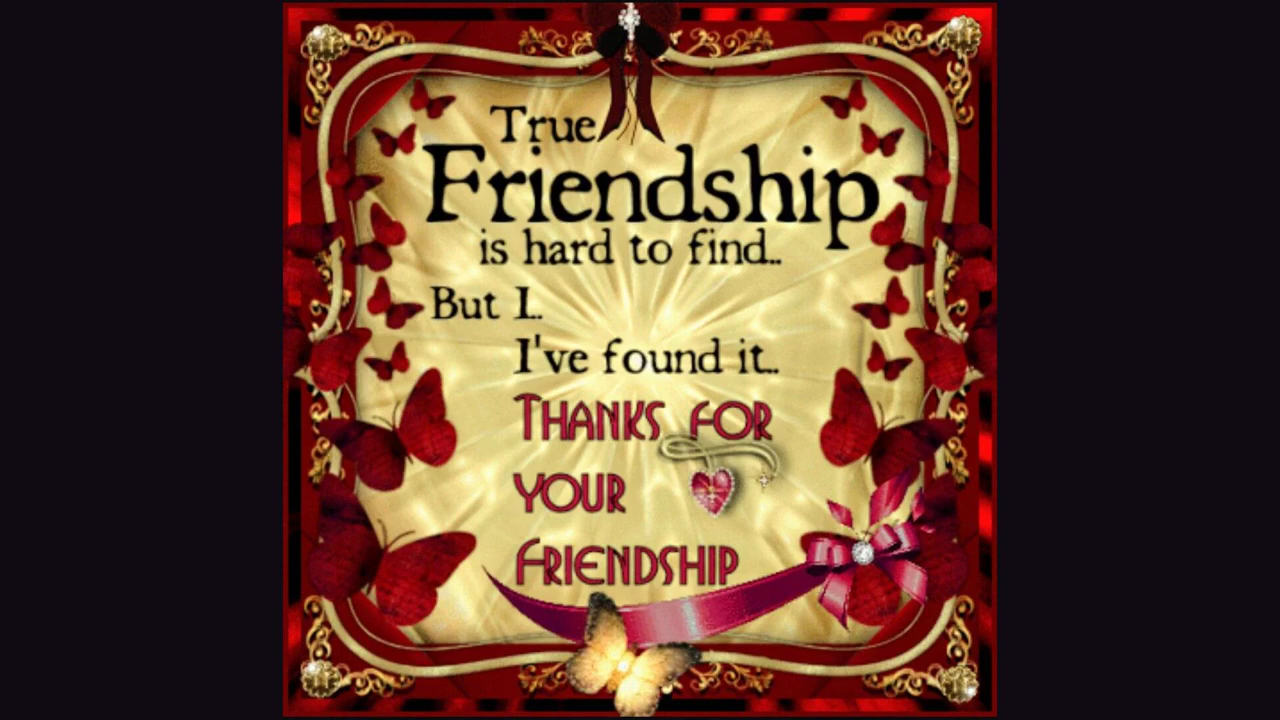 True
Friendship
is hard to find..
But I..
I've found it..
THANKS FOR
YOUR
FRIENDSHIP